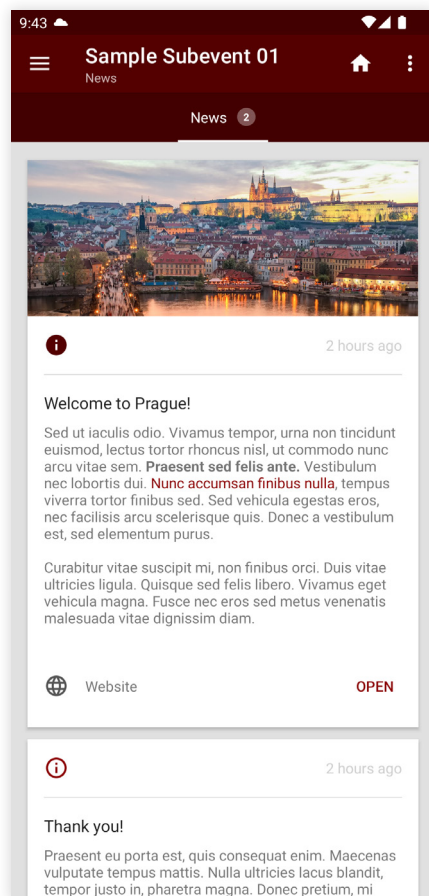 9:43
Sample Subevent 01
News
News 2
2 hours ago
Welcome to Prague!
Sed ut iaculis odio. Vivamus tempor, urna non tincidunt
euismod, lectus tortor rhoncus nisl, ut commodo nunc
arcu vitae sem. Praesent sed felis ante. Vestibulum
nec lobortis dui. Nunc accumsan finibus nulla, tempus
viverra tortor finibus sed. Sed vehicula egestas eros,
nec facilisis arcu scelerisque quis. Donec a vestibulum
est, sed elementum purus.
Curabitur vitae suscipit mi, non finibus orci. Duis vitae
ultricies ligula. Quisque sed felis libero. Vivamus eget
vehicula magna. Fusce nec eros sed metus venenatis
malesuada vitae dignissim diam.
Website OPEN
2 hours ago
Thank you!
Praesent eu porta est, quis consequat enim. Maecenas
vulputate tempus mattis. Nulla ultricies lacus blandit,
tempor justo in, pharetra magna. Donec pretium, mi